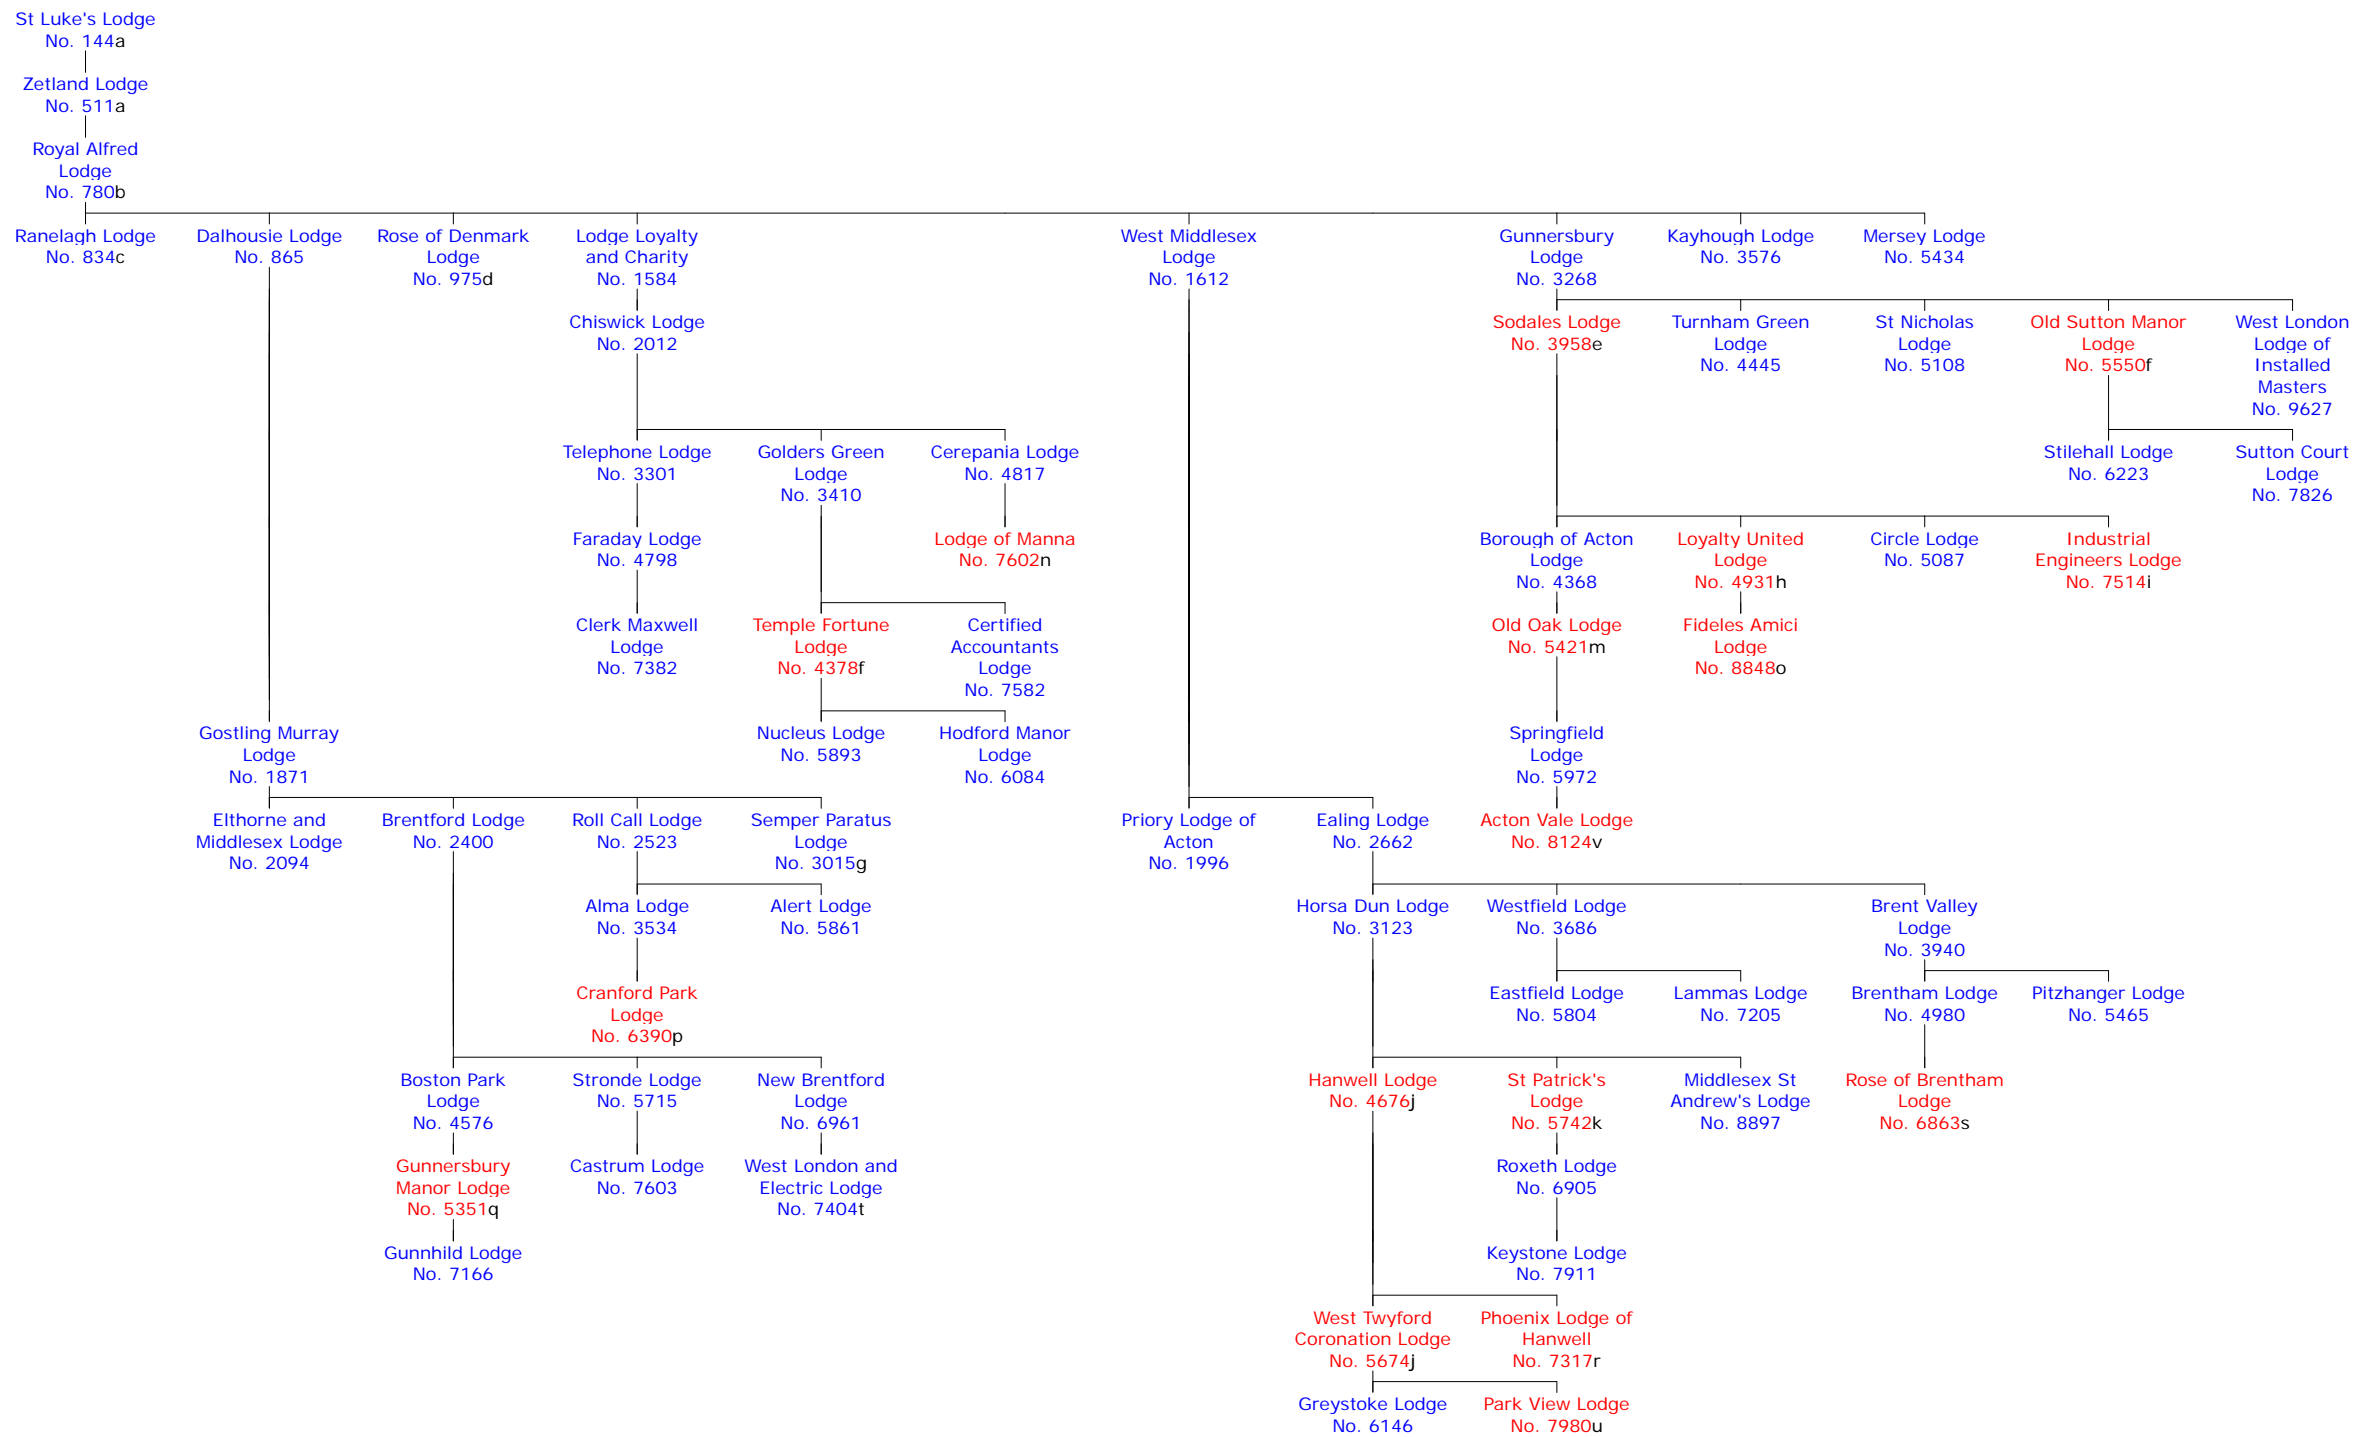 St Luke's Lodge
No. 144a
Zetland Lodge
No. 511a
Royal Alfred
Lodge
No. 780b
Ranelagh Lodge
No. 834c
Dalhousie Lodge
No. 865
Rose of Denmark
Lodge
No. 975d
Lodge Loyalty
and Charity
No. 1584
West Middlesex
Lodge
No. 1612
Gunnersbury
Lodge
No. 3268
Kayhough Lodge
No. 3576
Mersey Lodge
No. 5434
Chiswick Lodge
No. 2012
Sodales Lodge
No. 3958e
Turnham Green
Lodge
No. 4445
St Nicholas
Lodge
No. 5108
Old Sutton Manor
Lodge
No. 5550f
West London
Lodge of
Installed
Masters
No. 9627
Telephone Lodge
No. 3301
Golders Green
Lodge
No. 3410
Cerepania Lodge
No. 4817
Stilehall Lodge
No. 6223
Sutton Court
Lodge
No. 7826
Faraday Lodge
No. 4798
Lodge of Manna
No. 7602n
Borough of Acton
Lodge
No. 4368
Loyalty United
Lodge
No. 4931h
Circle Lodge
No. 5087
Industrial
Engineers Lodge
No. 7514i
Clerk Maxwell
Lodge
No. 7382
Temple Fortune
Lodge
No. 4378f
Certified
Accountants
Lodge
No. 7582
Old Oak Lodge
No. 5421m
Fideles Amici
Lodge
No. 8848o
Gostling Murray
Lodge
No. 1871
Nucleus Lodge
No. 5893
Hodford Manor
Lodge
No. 6084
Springfield
Lodge
No. 5972
Elthorne and
Middlesex Lodge
No. 2094
Brentford Lodge
No. 2400
Roll Call Lodge
No. 2523
Semper Paratus
Lodge
No. 3015g
Priory Lodge of
Acton
No. 1996
Ealing Lodge
No. 2662
Acton Vale Lodge
No. 8124v
Alma Lodge
No. 3534
Alert Lodge
No. 5861
Horsa Dun Lodge
No. 3123
Westfield Lodge
No. 3686
Brent Valley
Lodge
No. 3940
Cranford Park
Lodge
No. 6390p
Eastfield Lodge
No. 5804
Lammas Lodge
No. 7205
Brentham Lodge
No. 4980
Pitzhanger Lodge
No. 5465
Boston Park
Lodge
No. 4576
Stronde Lodge
No. 5715
New Brentford
Lodge
No. 6961
Hanwell Lodge
No. 4676j
St Patrick's
Lodge
No. 5742k
Middlesex St
Andrew's Lodge
No. 8897
Rose of Brentham
Lodge
No. 6863s
Gunnersbury
Manor Lodge
No. 5351q
Castrum Lodge
No. 7603
West London and
Electric Lodge
No. 7404t
Roxeth Lodge
No. 6905
Gunnhild Lodge
No. 7166
Keystone Lodge
No. 7911
West Twyford
Coronation Lodge
No. 5674j
Phoenix Lodge of
Hanwell
No. 7317r
Greystoke Lodge
No. 6146
Park View Lodge
No. 7980u